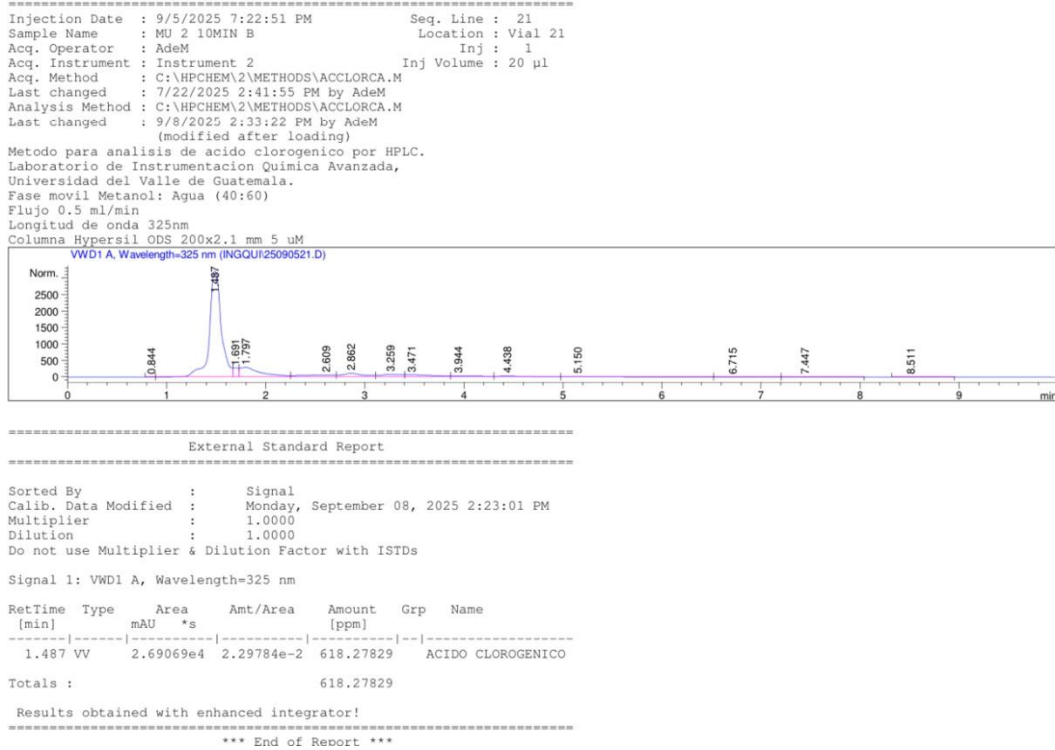 =====================================================================
Injection Date  : 9/5/2025 7:22:51 PM            Seq. Line :  21
Sample Name     : MU 2 10MIN B                    Location : Vial 21
Acq. Operator   : AdeM                                 Inj :   1
Acq. Instrument : Instrument 2                  Inj Volume : 20 µl
Acq. Method     : C:\HPCHEM\2\METHODS\ACCLORCA.M
Last changed    : 7/22/2025 2:41:55 PM by AdeM
Analysis Method : C:\HPCHEM\2\METHODS\ACCLORCA.M
Last changed    : 9/8/2025 2:33:22 PM by AdeM
                  (modified after loading)
Metodo para analisis de acido clorogenico por HPLC.
Laboratorio de Instrumentacion Quimica Avanzada,
Universidad del Valle de Guatemala.
Fase movil Metanol: Agua (40:60)
Flujo 0.5 ml/min
Longitud de onda 325nm
Columna Hypersil ODS 200x2.1 mm 5 uM
VWD1 A, Wavelength=325 nm (INGQUI\25090521.D)
Norm.
2500
2000
1500
1000
500
0
0.844 1.487 1.691 1.797 2.609 2.862 3.259 3.471 3.944 4.438 5.150 6.715 7.447 8.511
0 1 2 3 4 5 6 7 8 9 min
=====================================================================
External Standard Report
=====================================================================
Sorted By             :      Signal
Calib. Data Modified  :      Monday, September 08, 2025 2:23:01 PM
Multiplier            :      1.0000
Dilution              :      1.0000
Do not use Multiplier & Dilution Factor with ISTDs
Signal 1: VWD1 A, Wavelength=325 nm
RetTime  Type     Area     Amt/Area    Amount   Grp   Name
 [min]          mAU   *s               [ppm]
-------|------|----------|----------|----------|--|------------------
  1.487 VV    2.69069e4  2.29784e-2  618.27829    ACIDO CLOROGENICO
Totals :                              618.27829
 Results obtained with enhanced integrator!
=====================================================================
*** End of Report ***